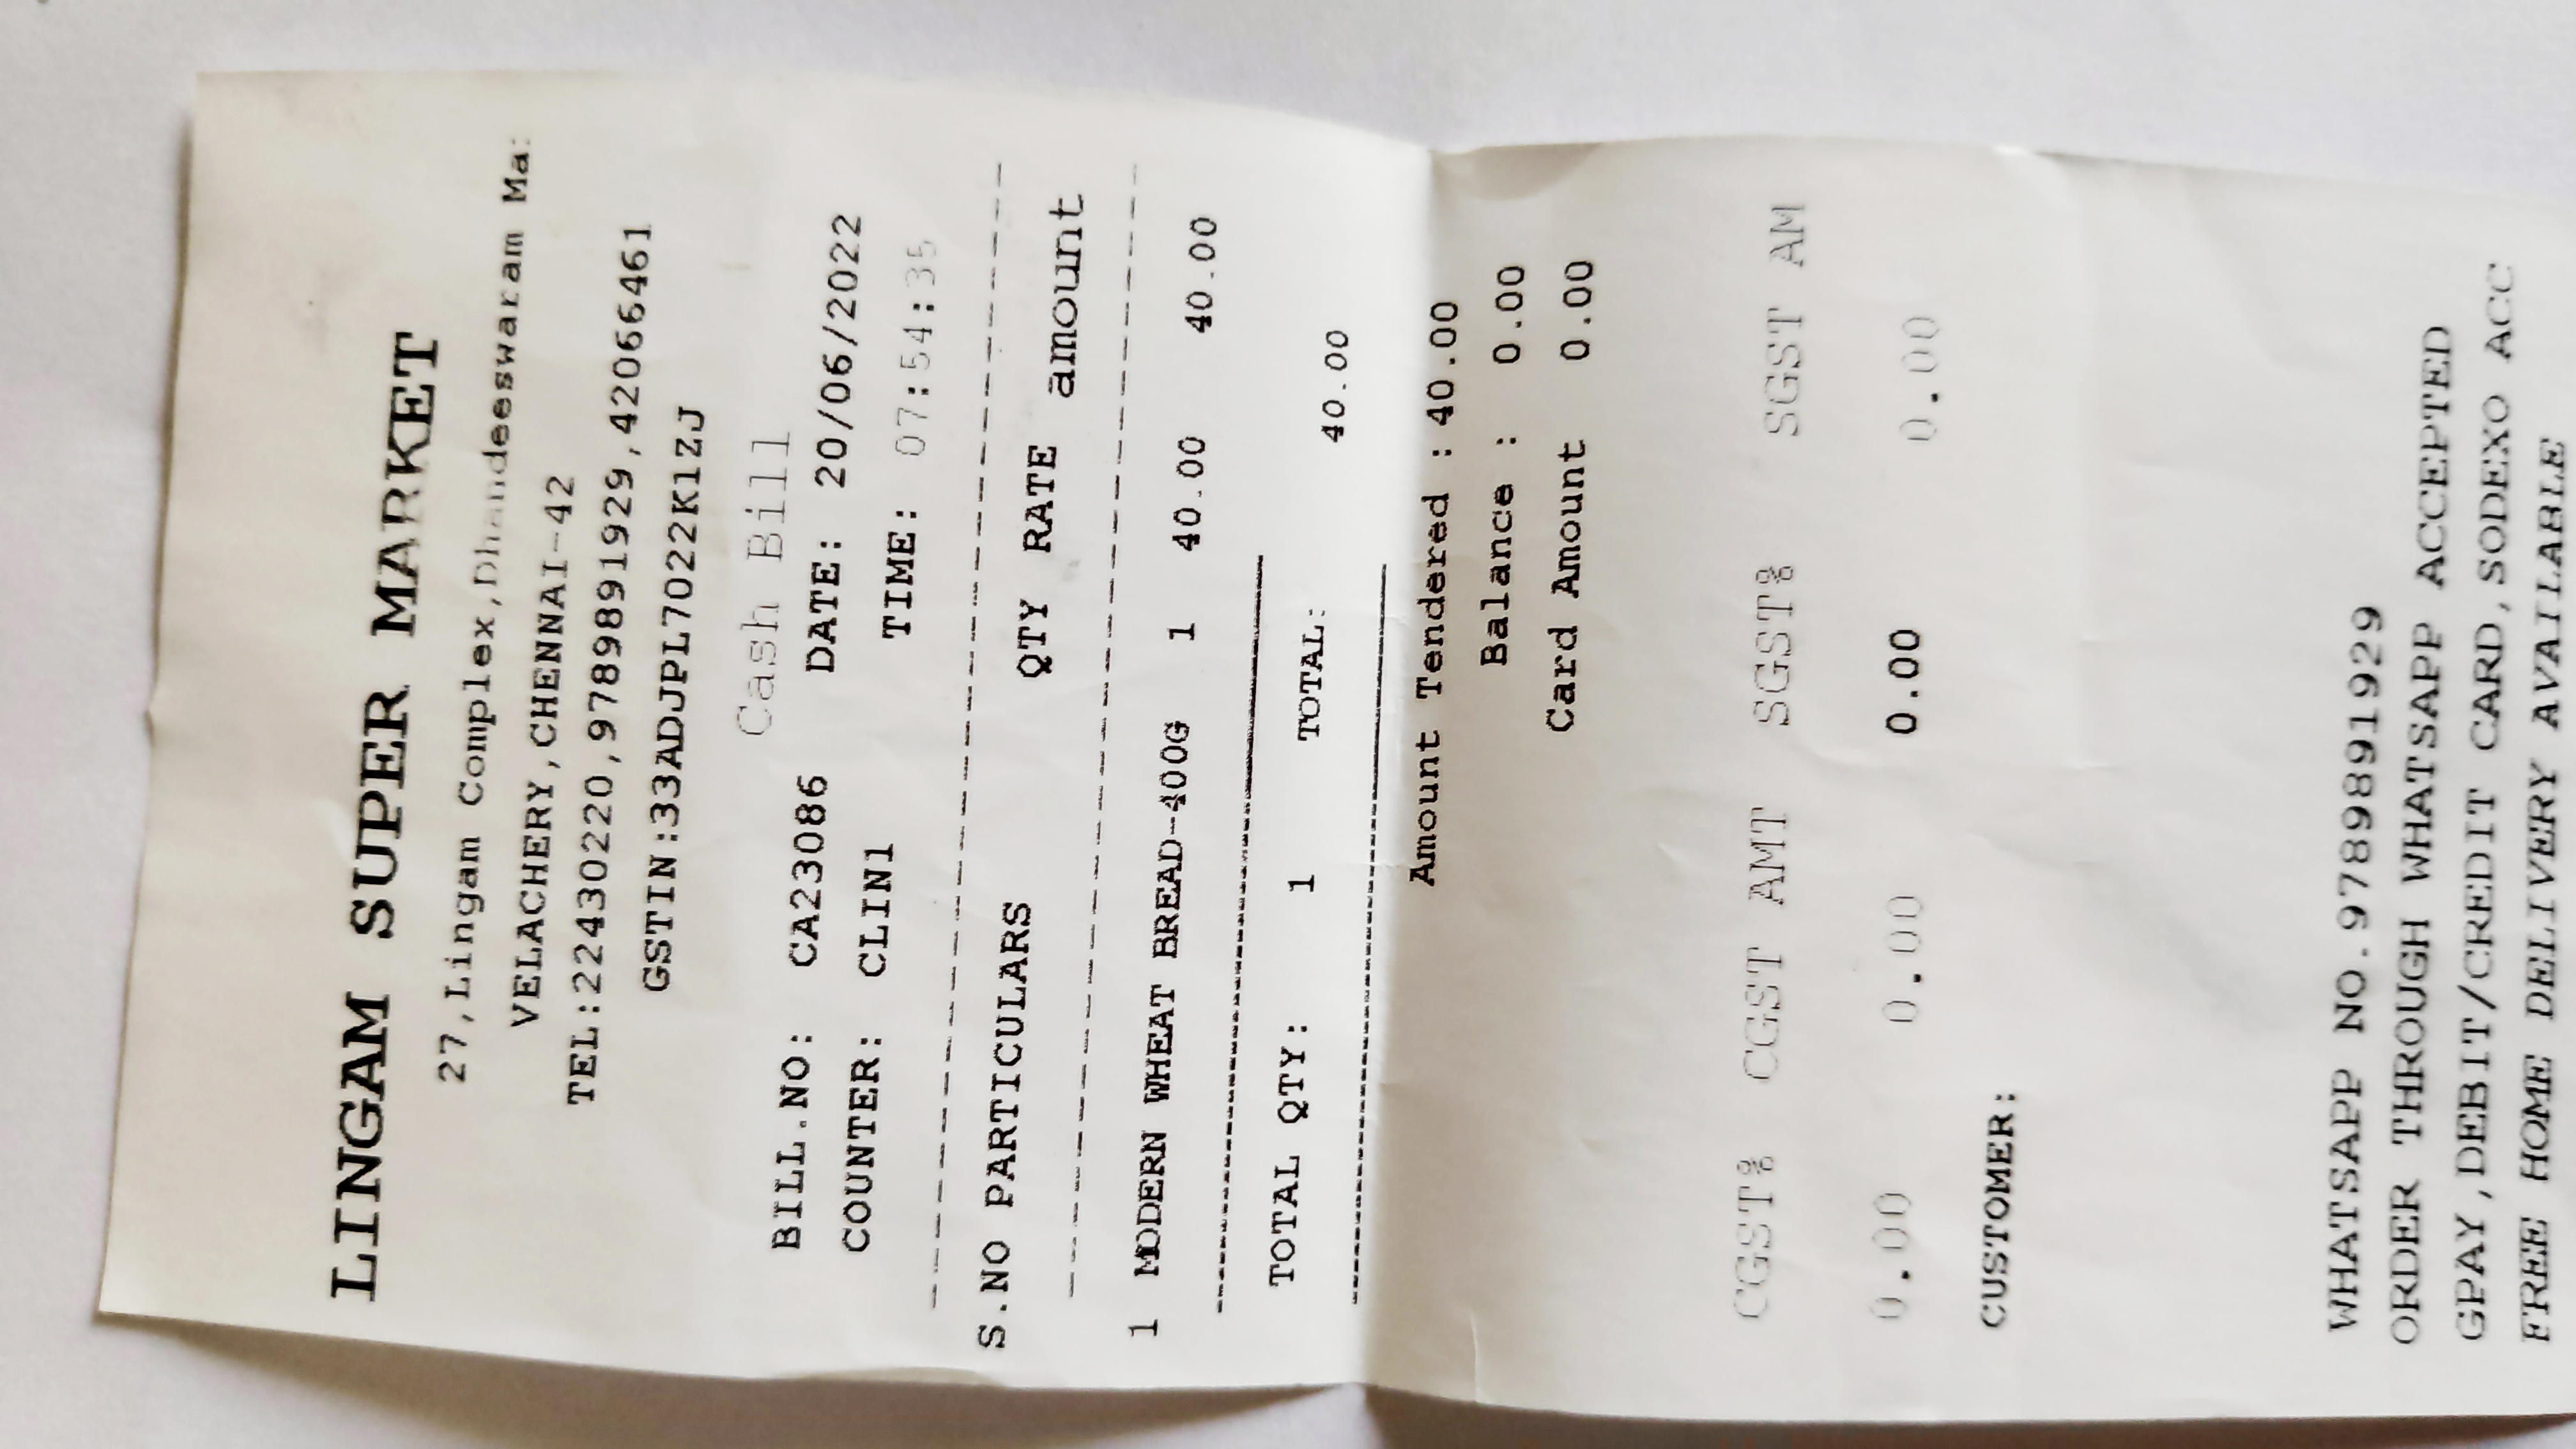 LINGAM SUPER MARKET
27,Lingam Complex,Dhandeeswaram
VELACHERY,CHENNAI-42
TEL:22430220,9789891929,42066461
GSTIN:33ADJPL7022K1ZJ
Cash Bill
BILL.NO: CA23086 DATE: 20/06/2022
COUNTER: CLIN1 TIME: 07:54:35
S.NO PARTICULARS QTY RATE amount
1 MODERN WHEAT BREAD-400G 1 40.00 40.00
TOTAL QTY: 1 TOTAL: 40.00
Amount Tendered : 40.00
Balance : 0.00
Card Amount 0.00
CGST% CGST AMT SGST% SGST AM
0.00 0.00 0.00 0.00
CUSTOMER:
WHATSAPP NO.9789891929
ORDER THROUGH WHATSAPP ACCEPTED
GPAY,DEBIT/CREDIT CARD,SODEXO ACC
FREE HOME DELIVERY AVAILABLE